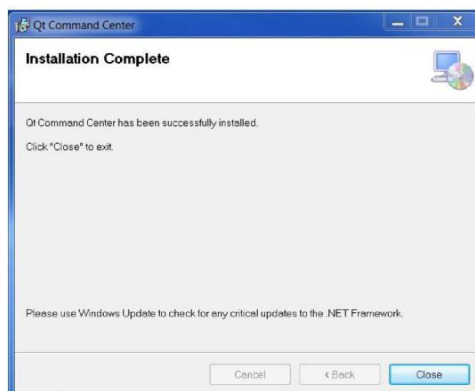 Qt Command Center
Installation Complete
Qt Command Center has been successfully installed.
Click "Close" to exit.
Please use Windows Update to check for any critical updates to the .NET Framework.
Cancel
< Back
Close